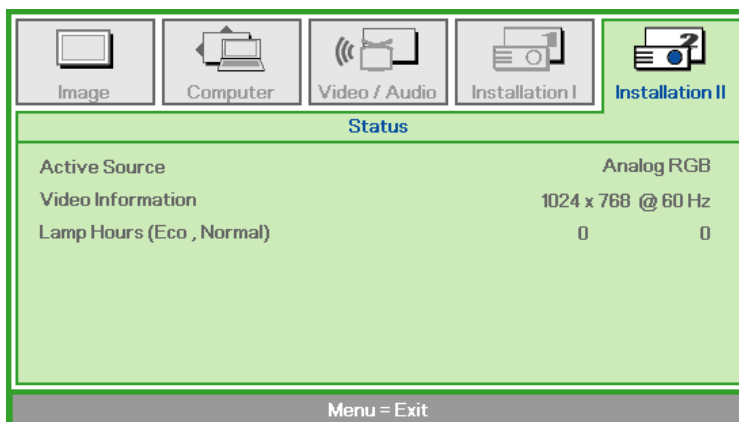 Image Computer Video / Audio Installation I Installation II
Status
Active Source Analog RGB
Video Information 1024 x 768 @ 60 Hz
Lamp Hours (Eco , Normal) 0 0
Menu = Exit